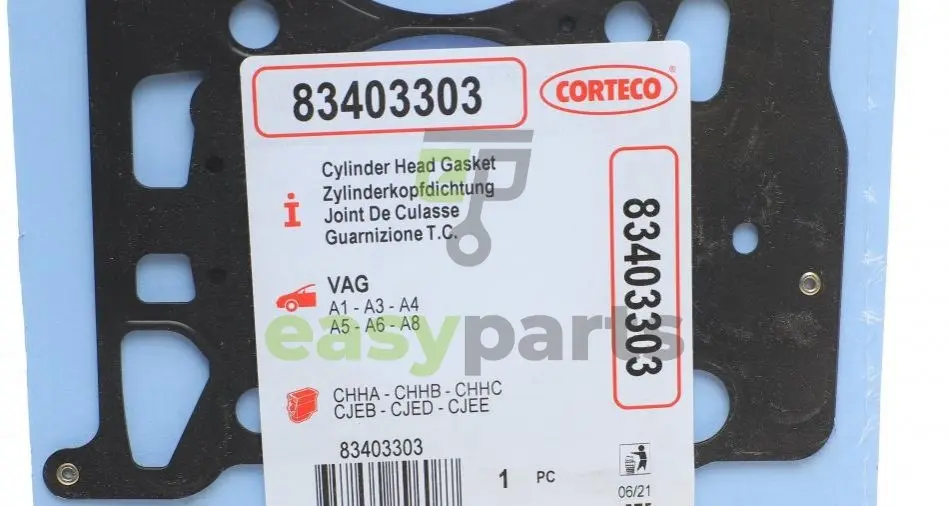 83403303
CORTECO®
Cylinder Head Gasket
Zylinderkopfdichtung
Joint De Culasse
Guarnizione T.C.
i
83403303
VAG
A1 - A3 - A4
A5 - A6 - A8
easyparts
CHHA - CHHB - CHHC
CJEB - CJED - CJEE
83403303
1 PC
06/21